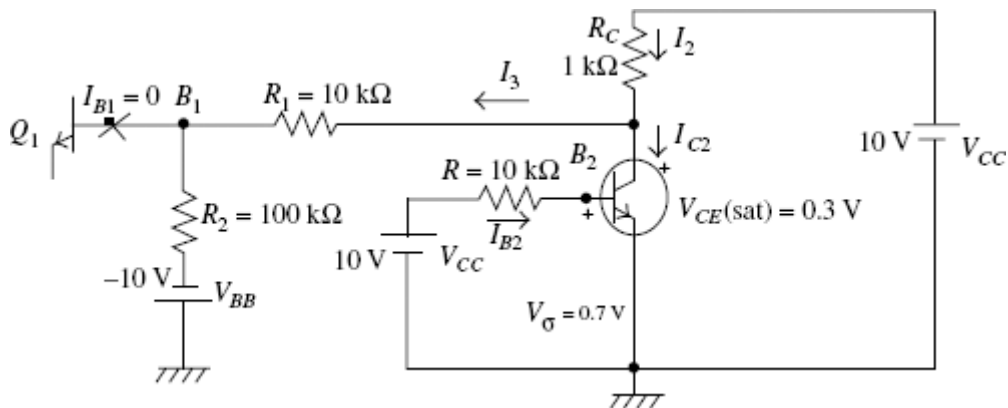 R_C
1 kΩ
I_2
I_3
I_B1 = 0
B_1
R_1 = 10 kΩ
Q_1
I_C2
10 V
V_CC
B_2
R = 10 kΩ
+
+
V_CE(sat) = 0.3 V
R_2 = 100 kΩ
I_B2
10 V
V_CC
−10 V
V_BB
V_σ = 0.7 V